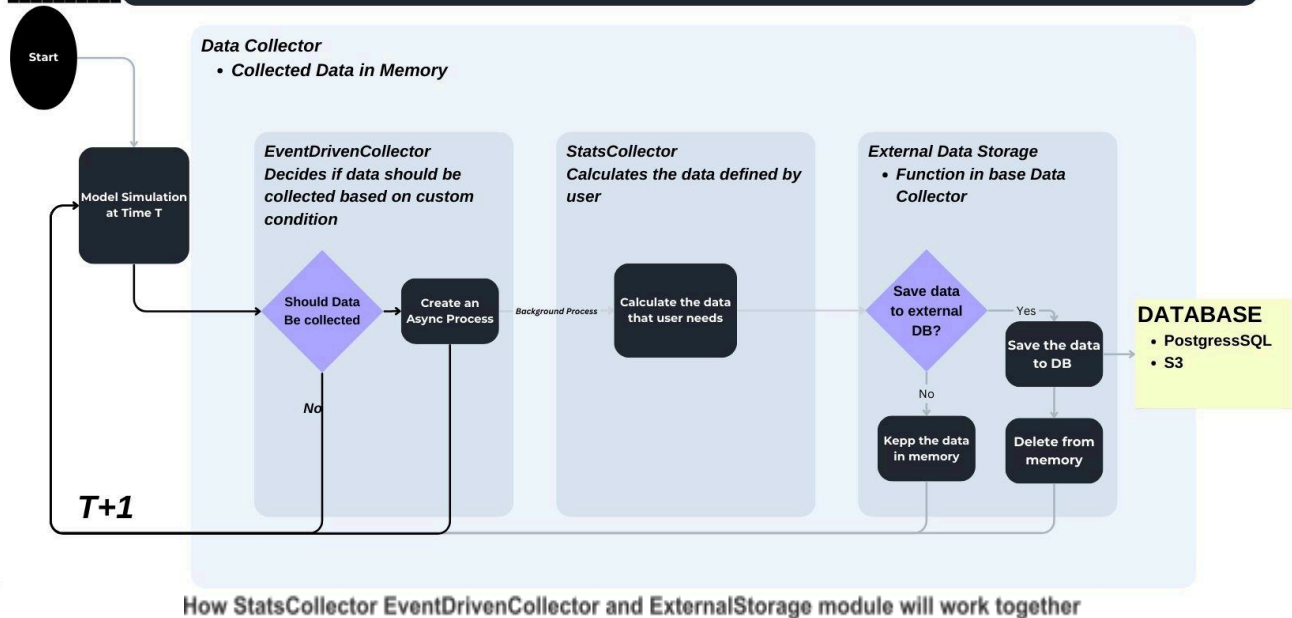 Start
Data Collector
• Collected Data in Memory
Model Simulation
at Time T
EventDrivenCollector
Decides if data should be
collected based on custom
condition
Should Data
Be collected
Create an
Async Process
No
Background Process
StatsCollector
Calculates the data defined by
user
Calculate the data
that user needs
External Data Storage
• Function in base Data
Collector
Save data
to external
DB?
Yes
No
Save the data
to DB
Kepp the data
in memory
Delete from
memory
DATABASE
• PostgressSQL
• S3
T+1
How StatsCollector EventDrivenCollector and ExternalStorage module will work together